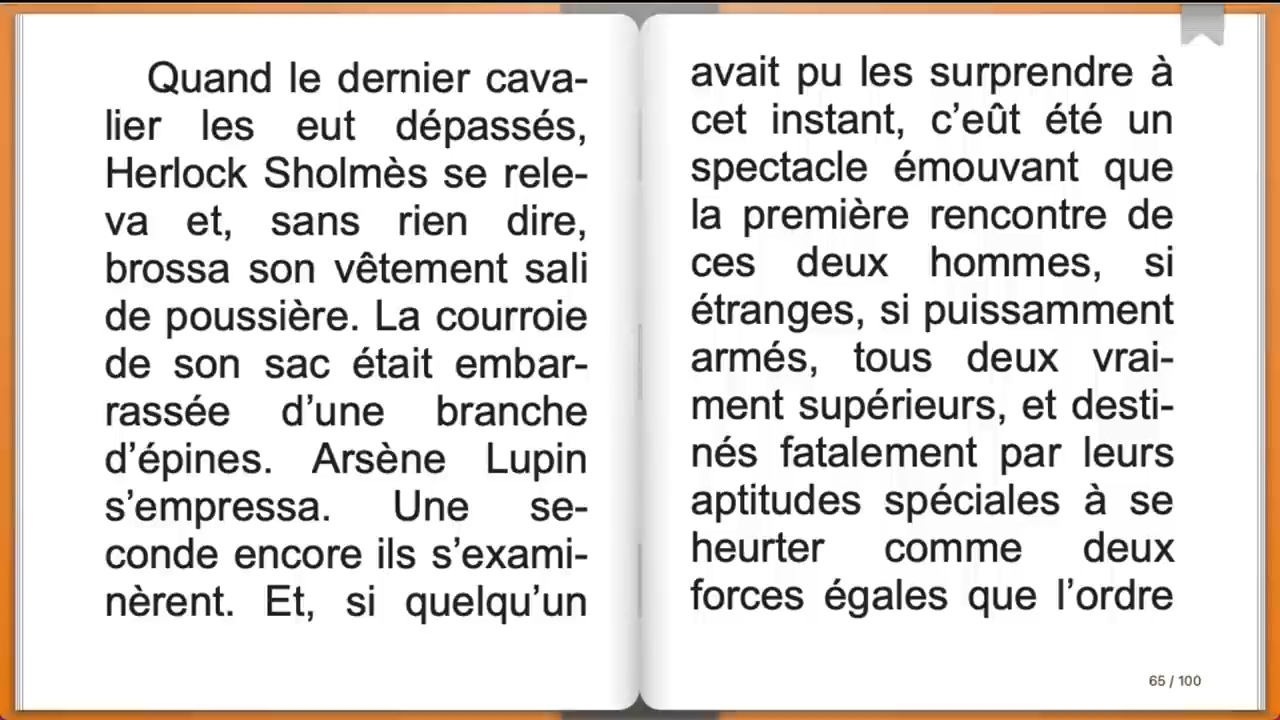 Quand le dernier cava-
lier les eut dépassés,
Herlock Sholmès se rele-
va et, sans rien dire,
brossa son vêtement sali
de poussière. La courroie
de son sac était embar-
rassée d’une branche
d’épines. Arsène Lupin
s’empressa. Une se-
conde encore ils s’exami-
nèrent. Et, si quelqu’un
avait pu les surprendre à
cet instant, c’eût été un
spectacle émouvant que
la première rencontre de
ces deux hommes, si
étranges, si puissamment
armés, tous deux vrai-
ment supérieurs, et desti-
nés fatalement par leurs
aptitudes spéciales à se
heurter comme deux
forces égales que l’ordre
65 / 100